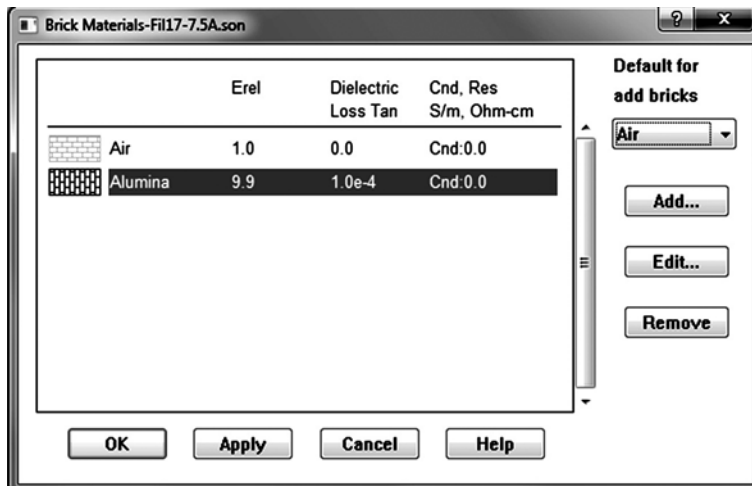 Brick Materials-Fil17-7.5A.son
Erel Dielectric Loss Tan Cnd, Res S/m, Ohm-cm
Air 1.0 0.0 Cnd:0.0
Alumina 9.9 1.0e-4 Cnd:0.0
Default for
add bricks
Air
Add...
Edit...
Remove
OK Apply Cancel Help